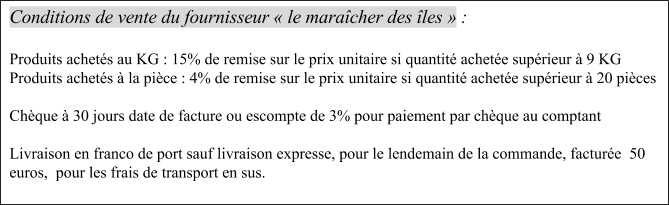 Conditions de vente du fournisseur « le maraîcher des îles » :
Produits achetés au KG : 15% de remise sur le prix unitaire si quantité achetée supérieur à 9 KG
Produits achetés à la pièce : 4% de remise sur le prix unitaire si quantité achetée supérieur à 20 pièces
Chèque à 30 jours date de facture ou escompte de 3% pour paiement par chèque au comptant
Livraison en franco de port sauf livraison expresse, pour le lendemain de la commande, facturée 50
euros, pour les frais de transport en sus.